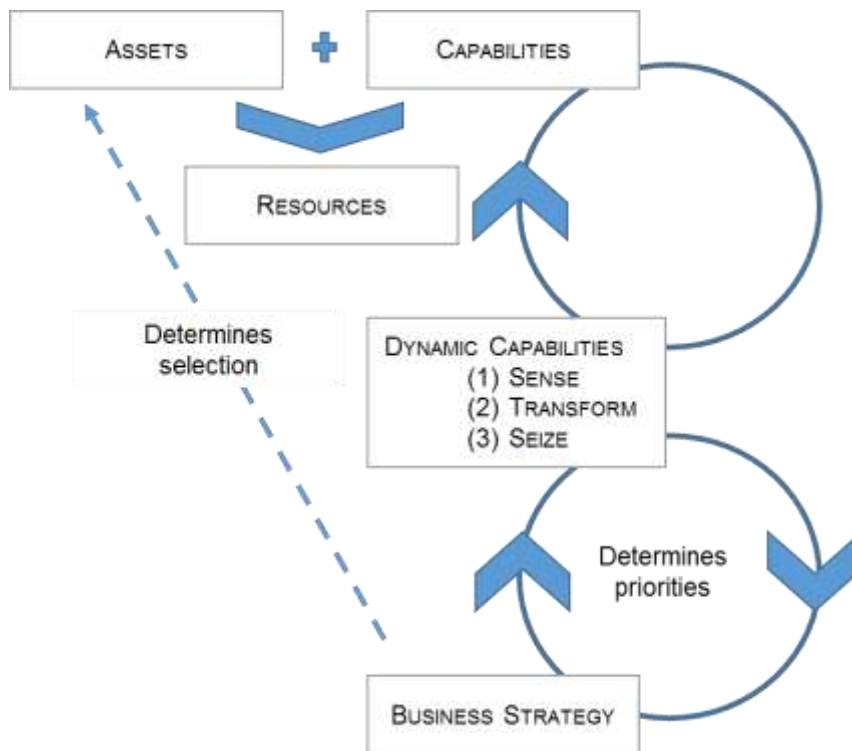 ASSETS
CAPABILITIES
RESOURCES
Determines
selection
DYNAMIC CAPABILITIES
(1) SENSE
(2) TRANSFORM
(3) SEIZE
Determines
priorities
BUSINESS STRATEGY